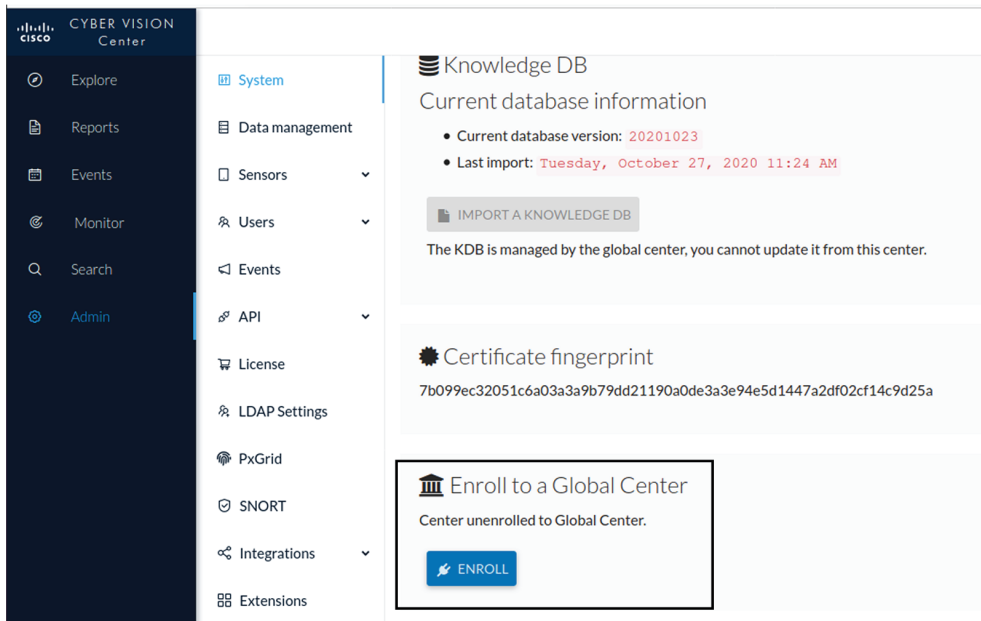 CISCO
CYBER VISION
Center
Explore
Reports
Events
Monitor
Search
Admin
System
Data management
Sensors
Users
Events
API
License
LDAP Settings
PxGrid
SNORT
Integrations
Extensions
Knowledge DB
Current database information
Current database version: 20201023
Last import: Tuesday, October 27, 2020 11:24 AM
IMPORT A KNOWLEDGE DB
The KDB is managed by the global center, you cannot update it from this center.
Certificate fingerprint
7b099ec32051c6a03a3a9b79dd21190a0de3a3e94e5d1447a2df02cf14c9d25a
Enroll to a Global Center
Center unenrolled to Global Center.
ENROLL